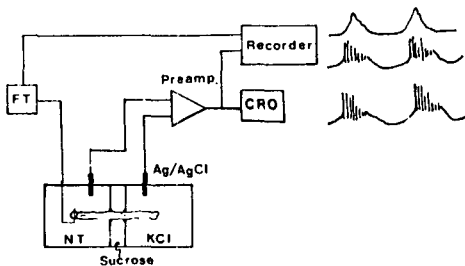 Recorder
Preamp.
FT
CRO
Ag/AgCl
NT
KCl
Sucrose